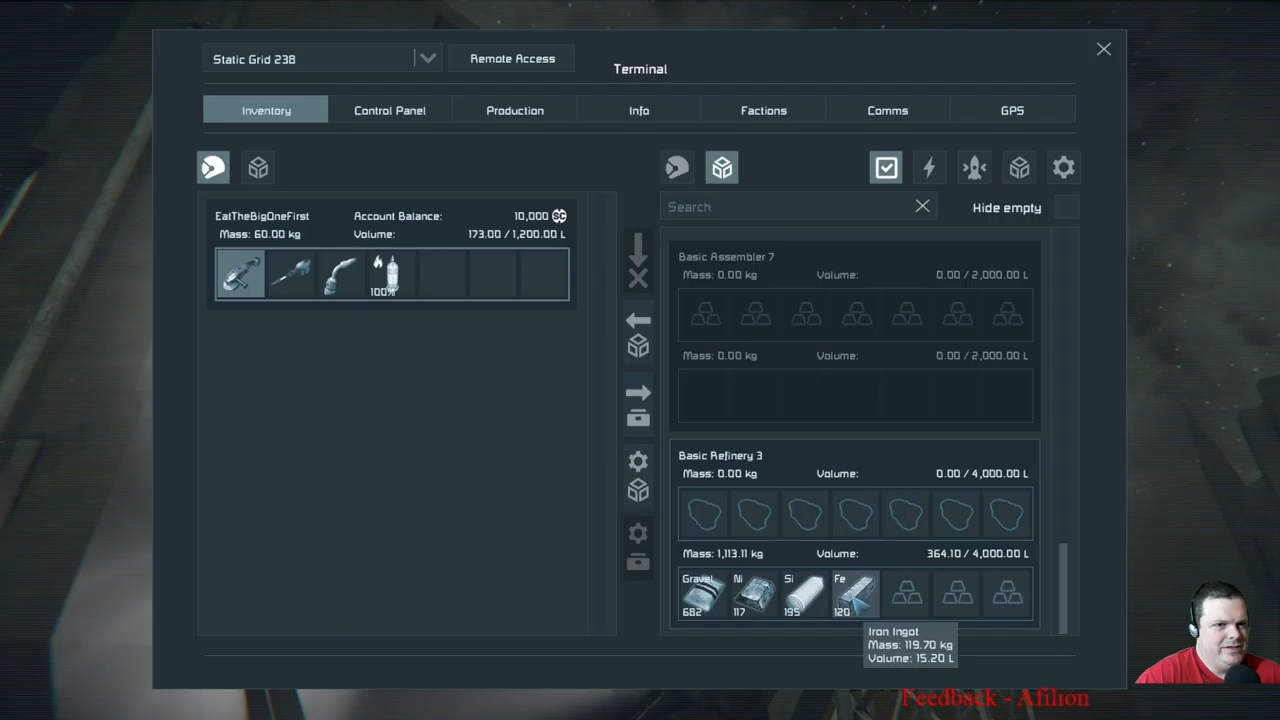 Static Grid 238
Remote Access
Terminal
Inventory
Control Panel
Production
Info
Factions
Comms
GPS
EatTheBigOneFirst
Account Balance:
10,000 SC
Mass: 60.00 kg
Volume:
173.00 / 1,200.00 L
100%
Search
Hide empty
Basic Assembler 7
Mass: 0.00 kg
Volume:
0.00 / 2,000.00 L
Mass: 0.00 kg
Volume:
0.00 / 2,000.00 L
Basic Refinery 3
Mass: 0.00 kg
Volume:
0.00 / 4,000.00 L
Mass: 1,113.11 kg
Volume:
364.10 / 4,000.00 L
Gravel
Ni
Si
Fe
682
117
195
120
Iron Ingot
Mass: 119.70 kg
Volume: 15.20 L
Feedback - Afilion